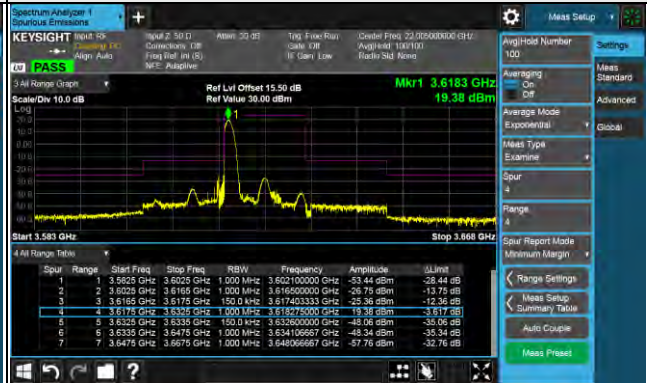 Spectrum Analyzer 1
Spurious Emissions
+
Meas Setup
KEYSIGHT Input: RF
Coupling: DC
Align: Auto
Input Z: 50 Ω
Corrections: Off
Freq Ref: Int (S)
NFE: Adaptive
Atten: 30 dB
Trig: Free Run
Gate: Off
IF Gain: Low
Center Freq: 22.005000000 GHz
Avg|Hold: 100/100
Radio Std: None
PASS
3 All Range Graph
Scale/Div 10.0 dB
Ref Lvl Offset 15.50 dB
Ref Value 30.00 dBm
Mkr1 3.6183 GHz
19.38 dBm
Log
1
Start 3.583 GHz
Stop 3.668 GHz
4 All Range Table
Spur Range Start Freq Stop Freq RBW Frequency Amplitude ΔLimit
1 1 3.5825 GHz 3.6025 GHz 1.000 MHz 3.602100000 GHz -53.44 dBm -28.44 dB
2 2 3.6025 GHz 3.6165 GHz 1.000 MHz 3.616500000 GHz -26.75 dBm -13.75 dB
3 3 3.6165 GHz 3.6175 GHz 150.0 kHz 3.617403333 GHz -25.36 dBm -12.36 dB
4 4 3.6175 GHz 3.6325 GHz 1.000 MHz 3.618275000 GHz 19.38 dBm -3.617 dB
5 5 3.6325 GHz 3.6335 GHz 150.0 kHz 3.632600000 GHz -48.06 dBm -35.06 dB
6 6 3.6335 GHz 3.6475 GHz 1.000 MHz 3.634106667 GHz -48.34 dBm -35.34 dB
7 7 3.6475 GHz 3.6675 GHz 1.000 MHz 3.648066667 GHz -57.76 dBm -32.76 dB
Avg|Hold Number
100
Averaging
On
Off
Average Mode
Exponential
Meas Type
Examine
Spur
4
Range
4
Spur Report Mode
Minimum Margin
Range Settings
Meas Setup
Summary Table
Auto Couple
Meas Preset
Settings
Meas
Standard
Advanced
Global
?